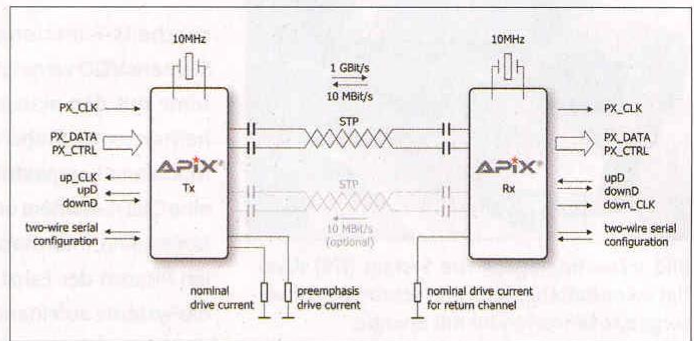 10MHz
10MHz
1 GBit/s
10 MBit/s
STP
PX_CLK
PX_DATA
PX_CTRL
APIX®
Tx
up_CLK
upD
downD
two-wire serial
configuration
STP
10 MBit/s
(optional)
PX_CLK
PX_DATA
PX_CTRL
APIX®
Rx
upD
downD
down_CLK
two-wire serial
configuration
nominal
drive current
preemphasis
drive current
nominal drive current
for return channel